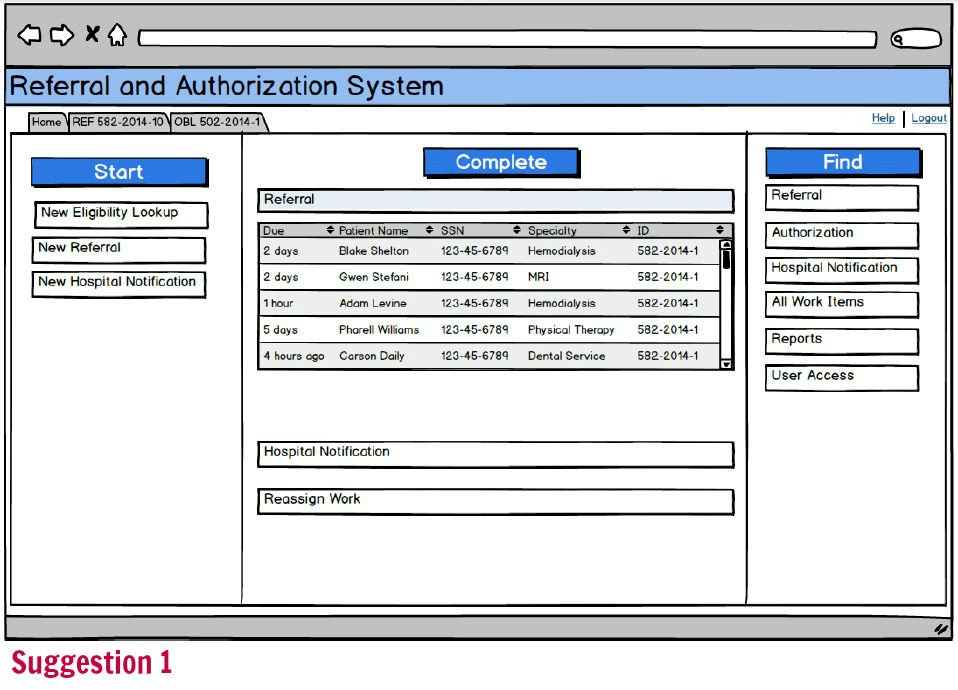 Referral and Authorization System
Home REF 582-2014-10 OBL 502-2014-1
Help Logout
Start
New Eligibility Lookup
New Referral
New Hospital Notification
Complete
Referral
Due Patient Name SSN Specialty ID
2 days Blake Shelton 123-45-6789 Hemodialysis 582-2014-1
2 days Gwen Stefani 123-45-6789 MRI 582-2014-1
1 hour Adam Levine 123-45-6789 Hemodialysis 582-2014-1
5 days Pharell Williams 123-45-6789 Physical Therapy 582-2014-1
4 hours ago Carson Daily 123-45-6789 Dental Service 582-2014-1
Hospital Notification
Reassign Work
Find
Referral
Authorization
Hospital Notification
All Work Items
Reports
User Access
Suggestion 1